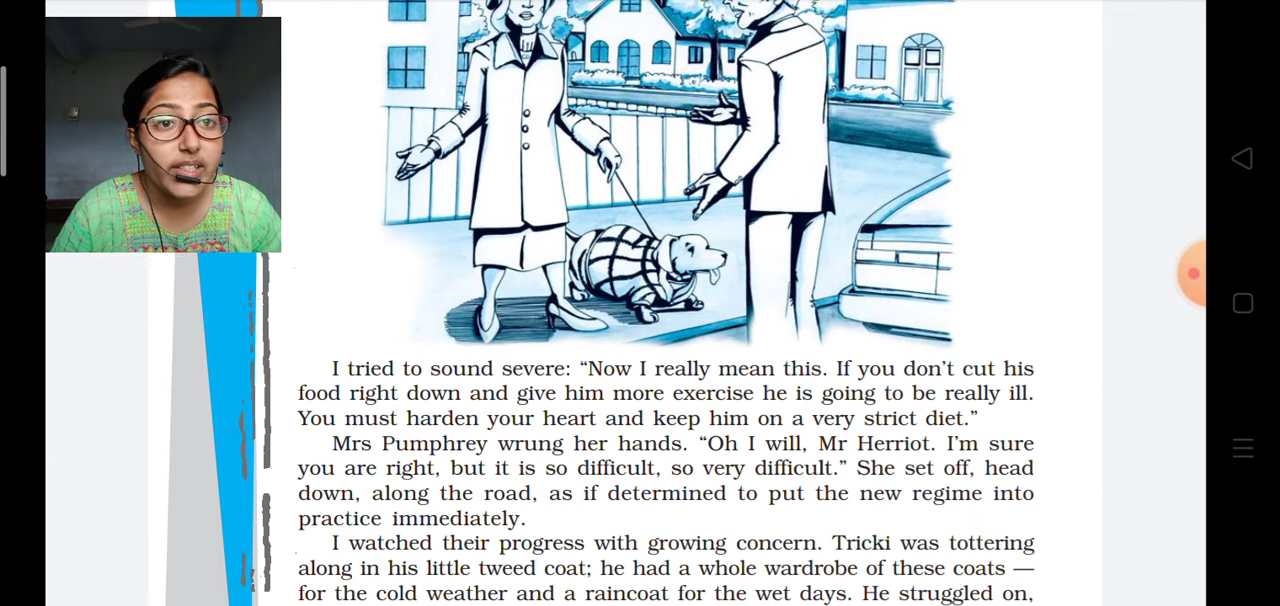 I tried to sound severe: “Now I really mean this. If you don’t cut his
food right down and give him more exercise he is going to be really ill.
You must harden your heart and keep him on a very strict diet.”
Mrs Pumphrey wrung her hands. “Oh I will, Mr Herriot. I’m sure
you are right, but it is so difficult, so very difficult.” She set off, head
down, along the road, as if determined to put the new regime into
practice immediately.
I watched their progress with growing concern. Tricki was tottering
along in his little tweed coat; he had a whole wardrobe of these coats —
for the cold weather and a raincoat for the wet days. He struggled on,